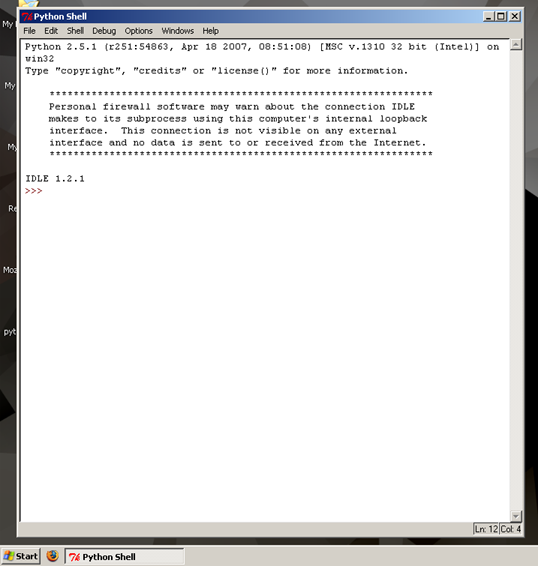 Python Shell
File Edit Shell Debug Options Windows Help
Python 2.5.1 (r251:54863, Apr 18 2007, 08:51:08) [MSC v.1310 32 bit (Intel)] on
win32
Type "copyright", "credits" or "license()" for more information.
****************************************************************
Personal firewall software may warn about the connection IDLE
makes to its subprocess using this computer's internal loopback
interface.  This connection is not visible on any external
interface and no data is sent to or received from the Internet.
****************************************************************
IDLE 1.2.1
>>>
My
My
My
Re
Moz
pyt
Ln: 12 Col: 4
Start Python Shell